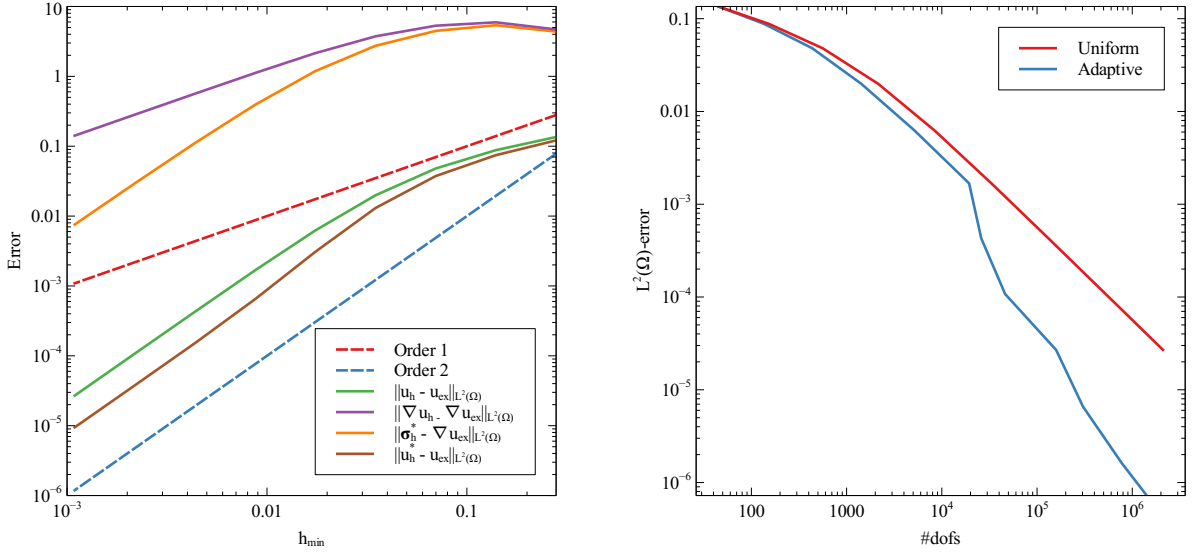 10
1
0.1
0.01
10⁻³
10⁻⁴
10⁻⁵
10⁻⁶
Error
10⁻³
0.01
0.1
h_min
Order 1
Order 2
||u_h - u_ex||_L²(Ω)
||∇u_h - ∇u_ex||_L²(Ω)
||σ*_h - ∇u_ex||_L²(Ω)
||u*_h - u_ex||_L²(Ω)
0.1
0.01
10⁻³
10⁻⁴
10⁻⁵
10⁻⁶
L²(Ω)-error
100
1000
10⁴
10⁵
10⁶
#dofs
Uniform
Adaptive